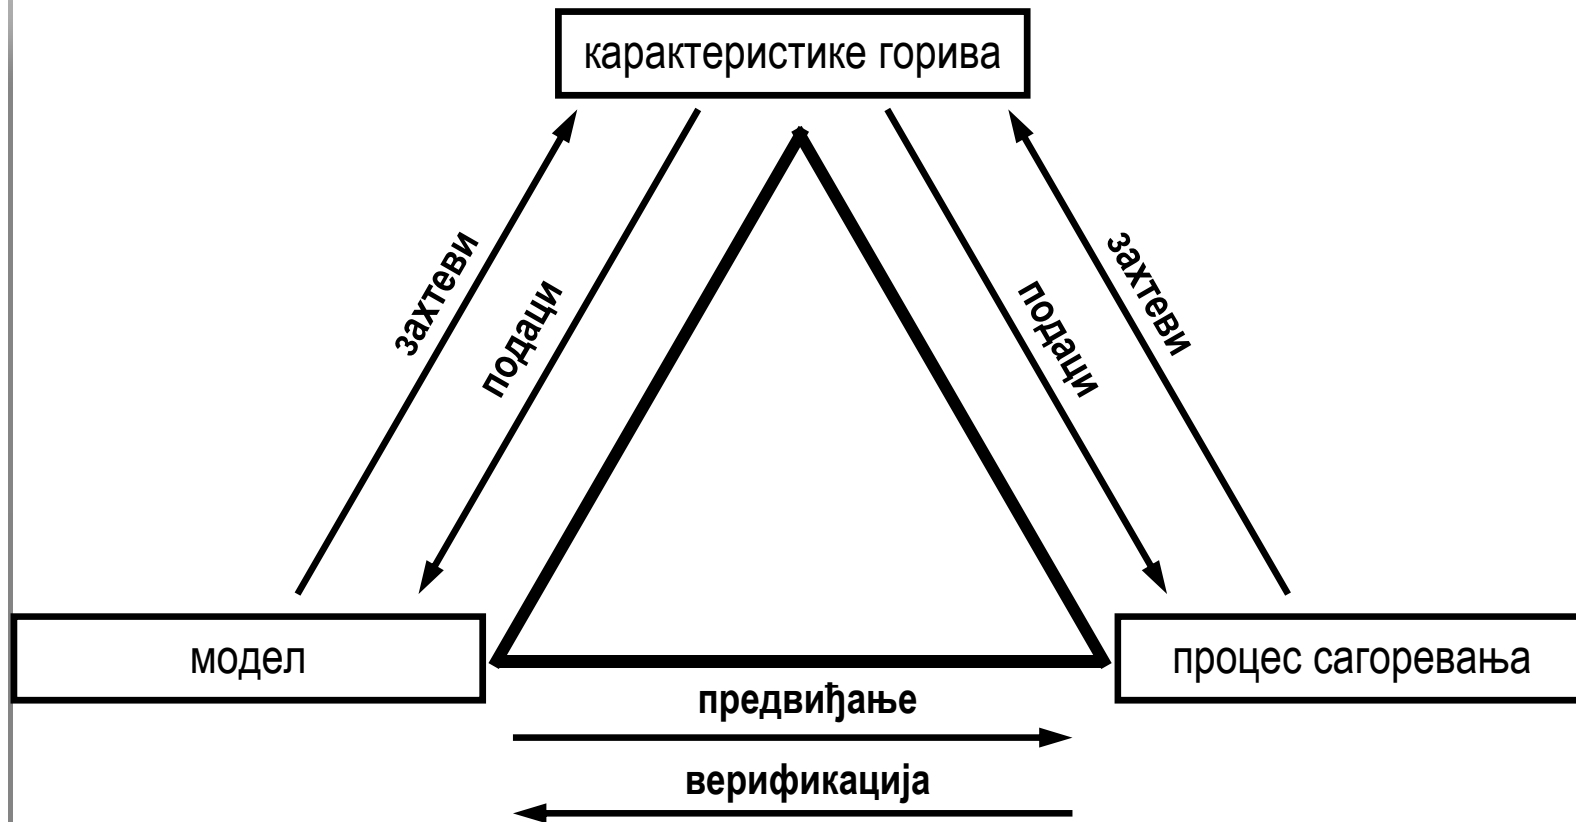 карактеристике горива
захтеви
подаци
подаци
захтеви
модел
процес сагоревања
предвиђање
верификација